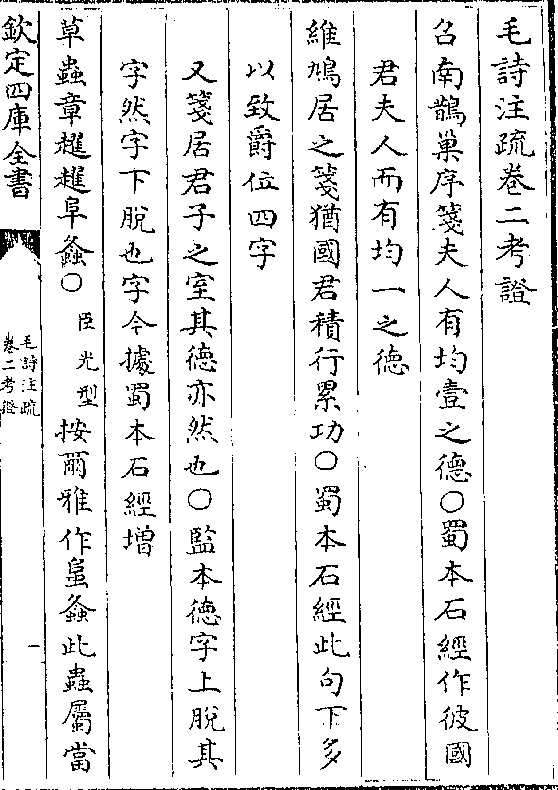 毛詩注疏卷二考證
召南鵲巢序箋夫人有均壹之德○蜀本石經作彼國
君夫人而有均一之德
維鳩居之箋猶國君積行累功○蜀本石經此句下多
以致爵位四字
又箋居君子之室其德亦然也○監本德字上脫其
字然字下脫也字今據蜀本石經増
草蟲章趯趯阜螽○臣光型按爾雅作𧒂螽此蟲屬當
欽定四庫全書
毛詩注疏
卷二考證
一